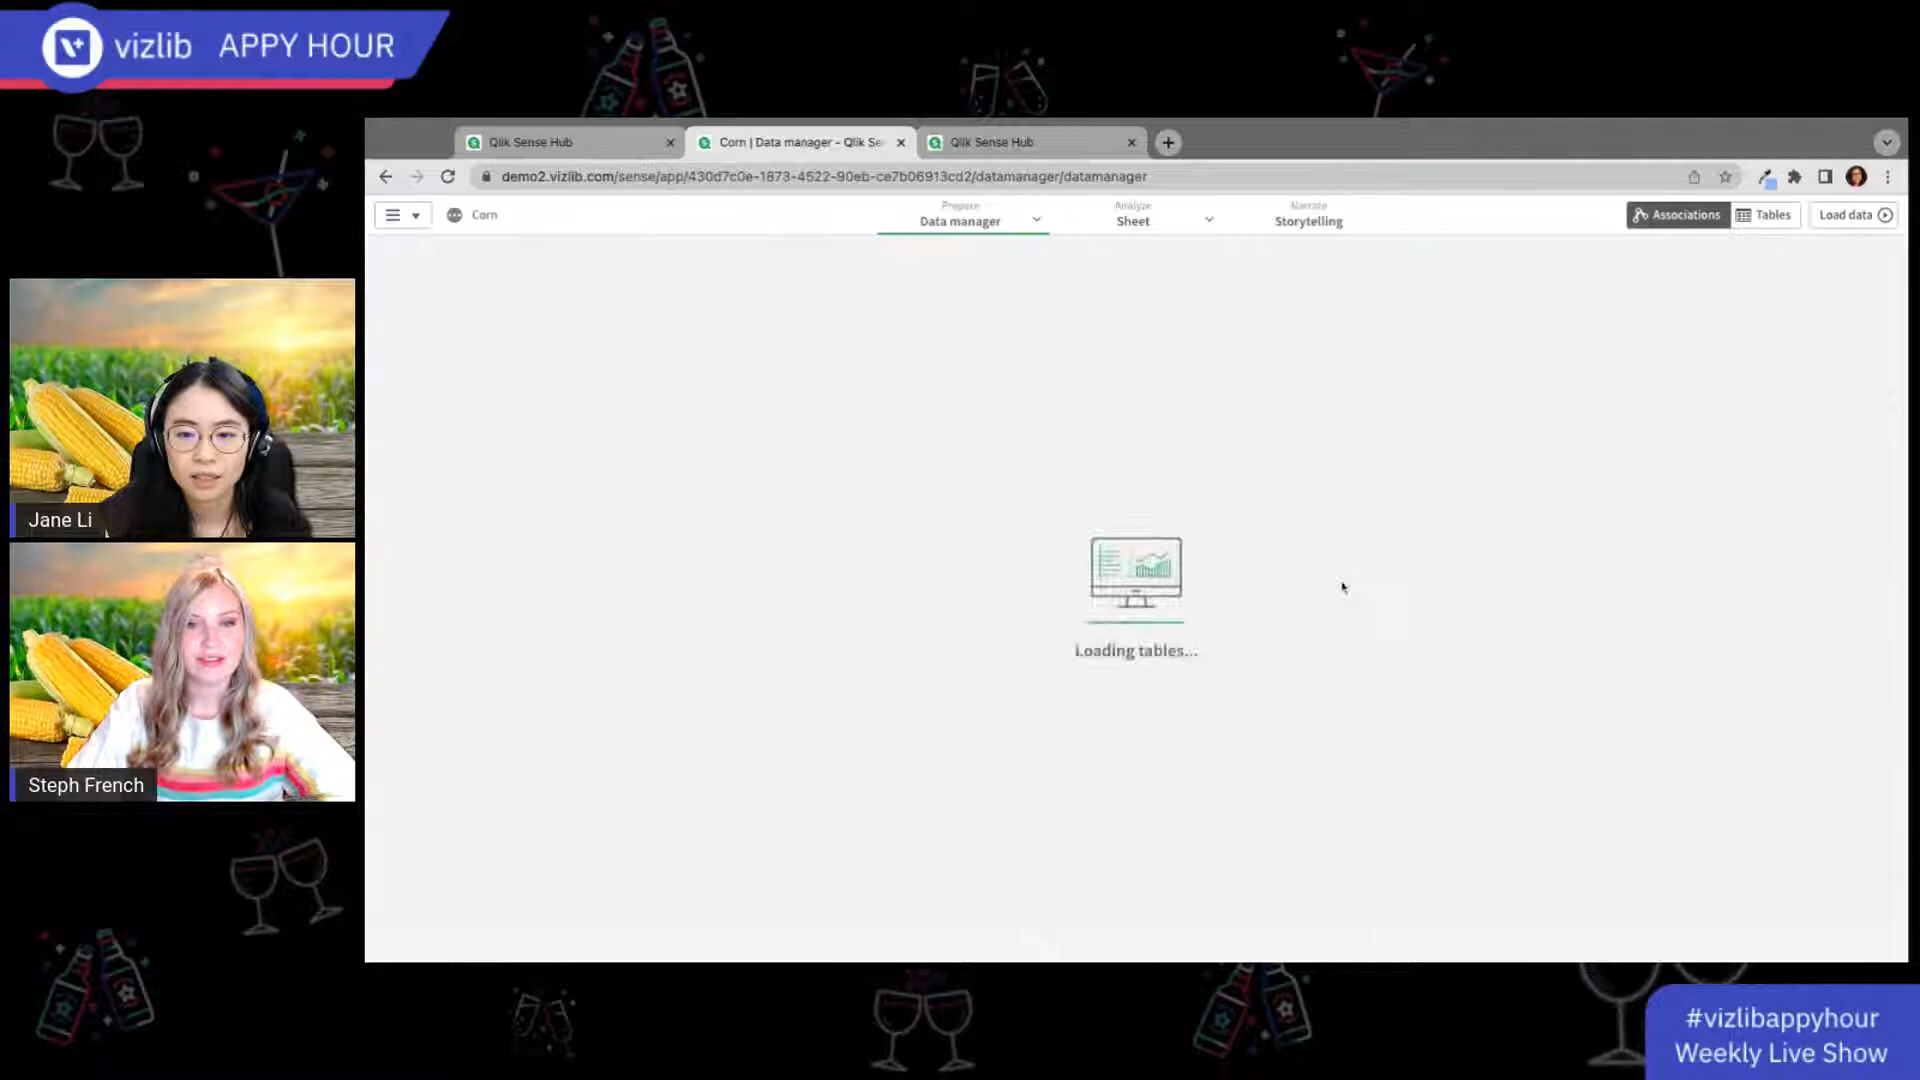 vizlib APPY HOUR
Qlik Sense Hub
Corn | Data manager - Qlik Se
Qlik Sense Hub
demo2.vizlib.com/sense/app/430d7c0e-1873-4522-90eb-ce7b06913cd2/datamanager/datamanager
Corn
Prepare
Data manager
Analyze
Sheet
Narrate
Storytelling
Associations
Tables
Load data
Jane Li
Loading tables...
Steph French
#vizlibappyhour
Weekly Live Show